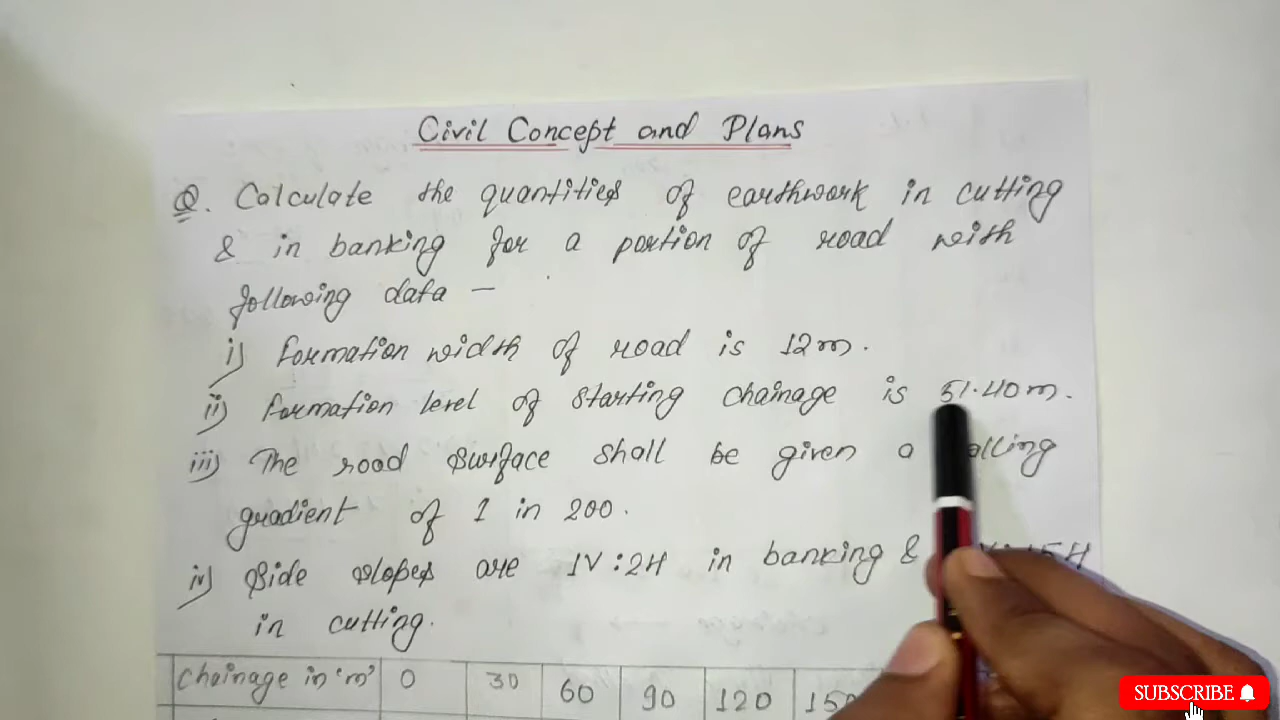 Civil Concept and Plans
Q. Calculate the quantities of earthwork in cutting
& in banking for a portion of road with
following data —
i) Formation width of road is 12m.
ii) Formation level of starting chainage is 51.40m.
iii) The road surface shall be given a
gradient of 1 in 200.
iv) Side slopes are 1V:2H in banking &
in cutting.
Chainage in 'm' 0 30 60 90 120
SUBSCRIBE